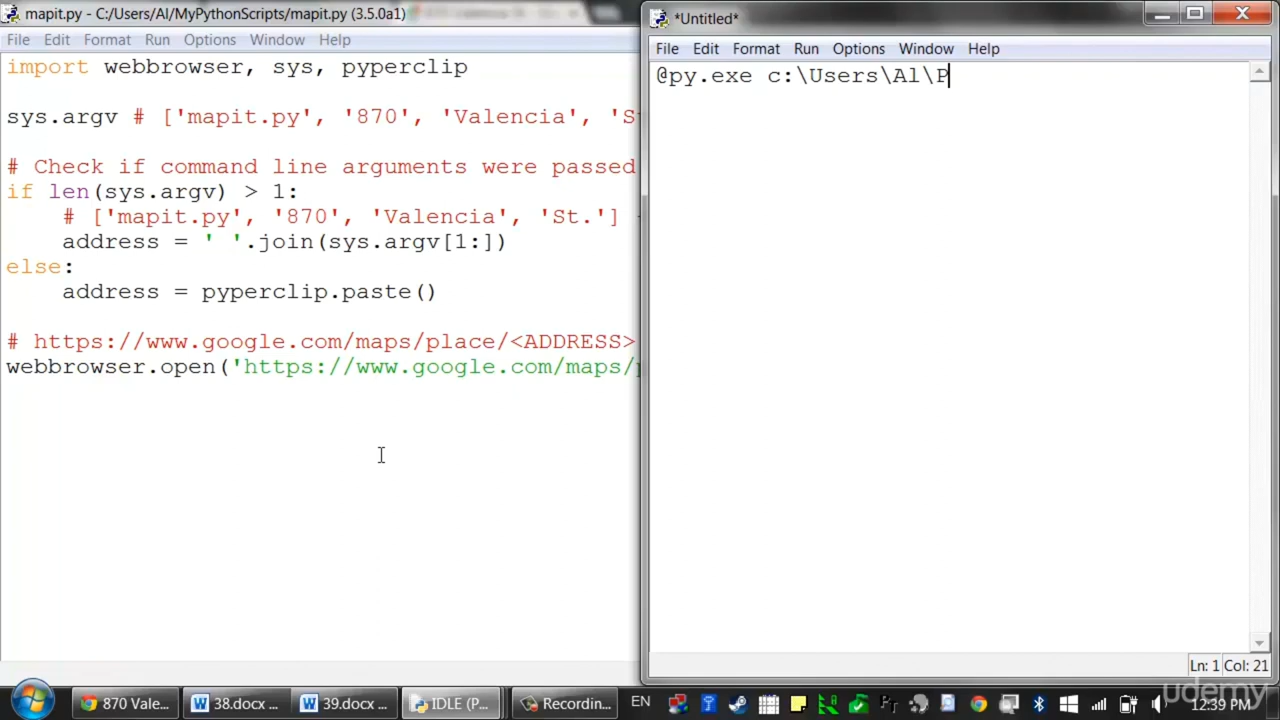 mapit.py - C:/Users/Al/MyPythonScripts/mapit.py (3.5.0a1)
File Edit Format Run Options Window Help
import webbrowser, sys, pyperclip
sys.argv # ['mapit.py', '870', 'Valencia', 'S
# Check if command line arguments were passed
if len(sys.argv) > 1:
# ['mapit.py', '870', 'Valencia', 'St.']
address = ' '.join(sys.argv[1:])
else:
address = pyperclip.paste()
# https://www.google.com/maps/place/<ADDRESS>
webbrowser.open('https://www.google.com/maps/p
*Untitled*
File Edit Format Run Options Window Help
@py.exe c:\Users\Al\P
Ln: 1 Col: 21
870 Vale...
38.docx ...
39.docx ...
IDLE (P...
Recordin...
EN
12:39 PM
udemy